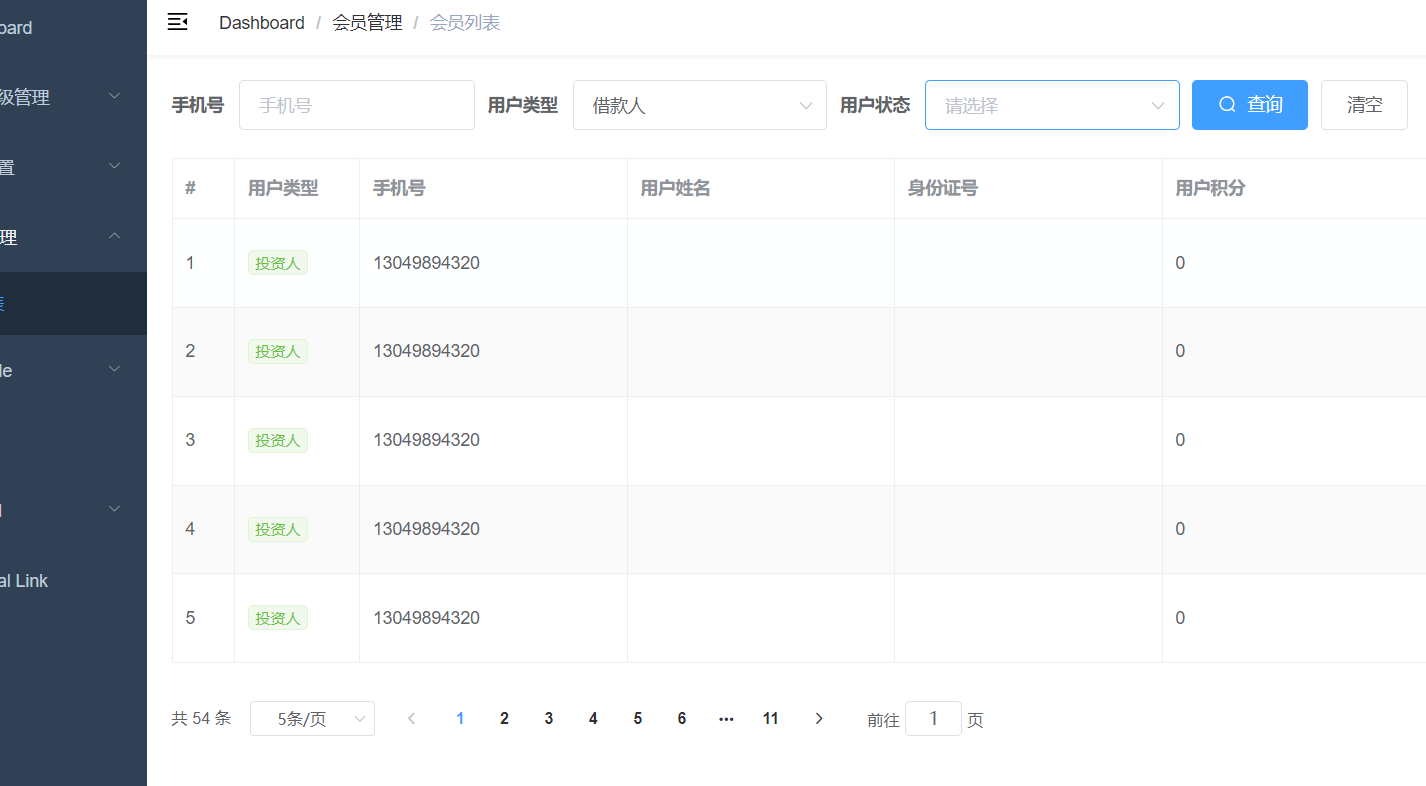 oard
Dashboard / 会员管理 / 会员列表
级管理
置
理
表
le
al Link
手机号 手机号 用户类型 借款人 用户状态 请选择 查询 清空
# 用户类型 手机号 用户姓名 身份证号 用户积分
1 投资人 13049894320 0
2 投资人 13049894320 0
3 投资人 13049894320 0
4 投资人 13049894320 0
5 投资人 13049894320 0
共 54 条 5条/页 1 2 3 4 5 6 ••• 11 前往 1 页